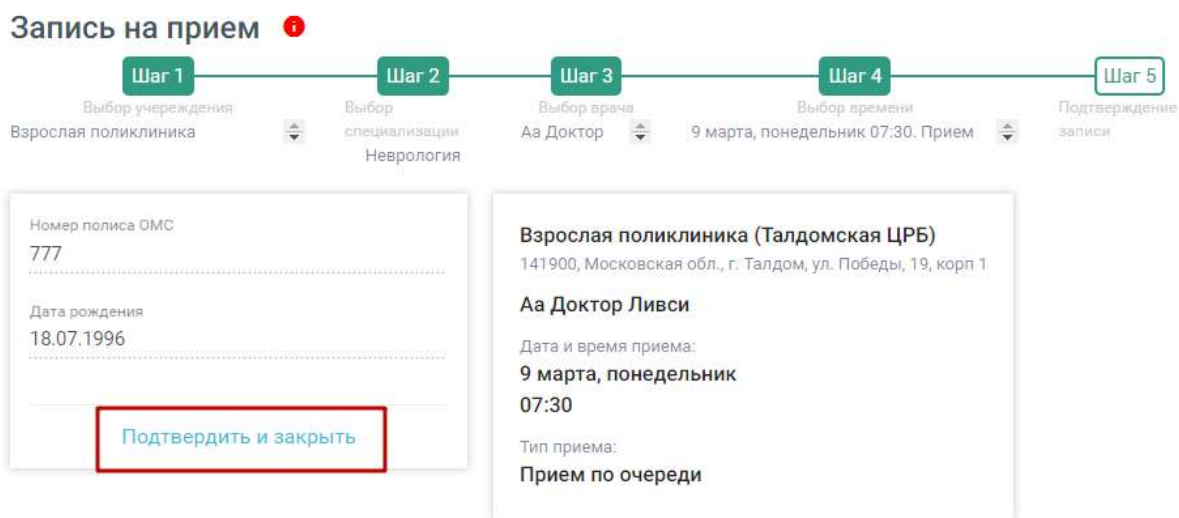 Запись на прием
Шаг 1
Шаг 2
Шаг 3
Шаг 4
Шаг 5
Выбор учереждения
Взрослая поликлиника
Выбор
специализации
Неврология
Выбор врача
Аа Доктор
Выбор времени
9 марта, понедельник 07:30. Прием
Подтверждение
записи
Номер полиса ОМС
777
Дата рождения
18.07.1996
Подтвердить и закрыть
Взрослая поликлиника (Талдомская ЦРБ)
141900, Московская обл., г. Талдом, ул. Победы, 19, корп 1
Аа Доктор Ливси
Дата и время приема:
9 марта, понедельник
07:30
Тип приема:
Прием по очереди